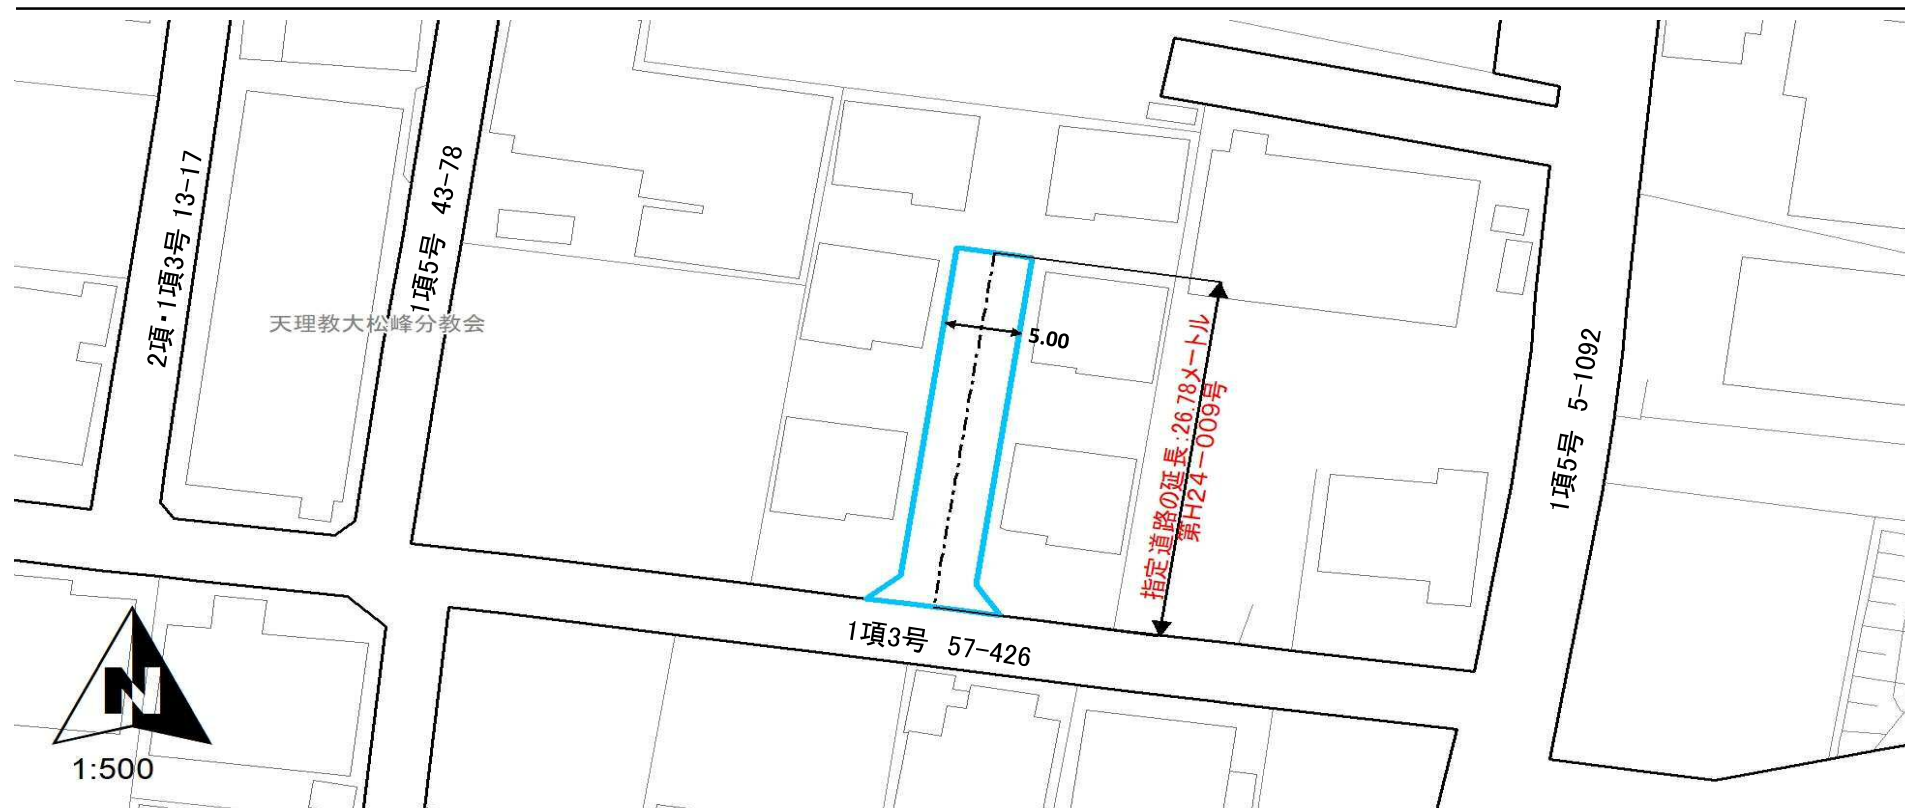 2項・1項3号 13-17
1項5号 43-78
天理教大松峰分教会
5.00
指定道路の延長:26.78メートル
第H24-009号
1項5号 5-1092
1項3号 57-426
N
1:500